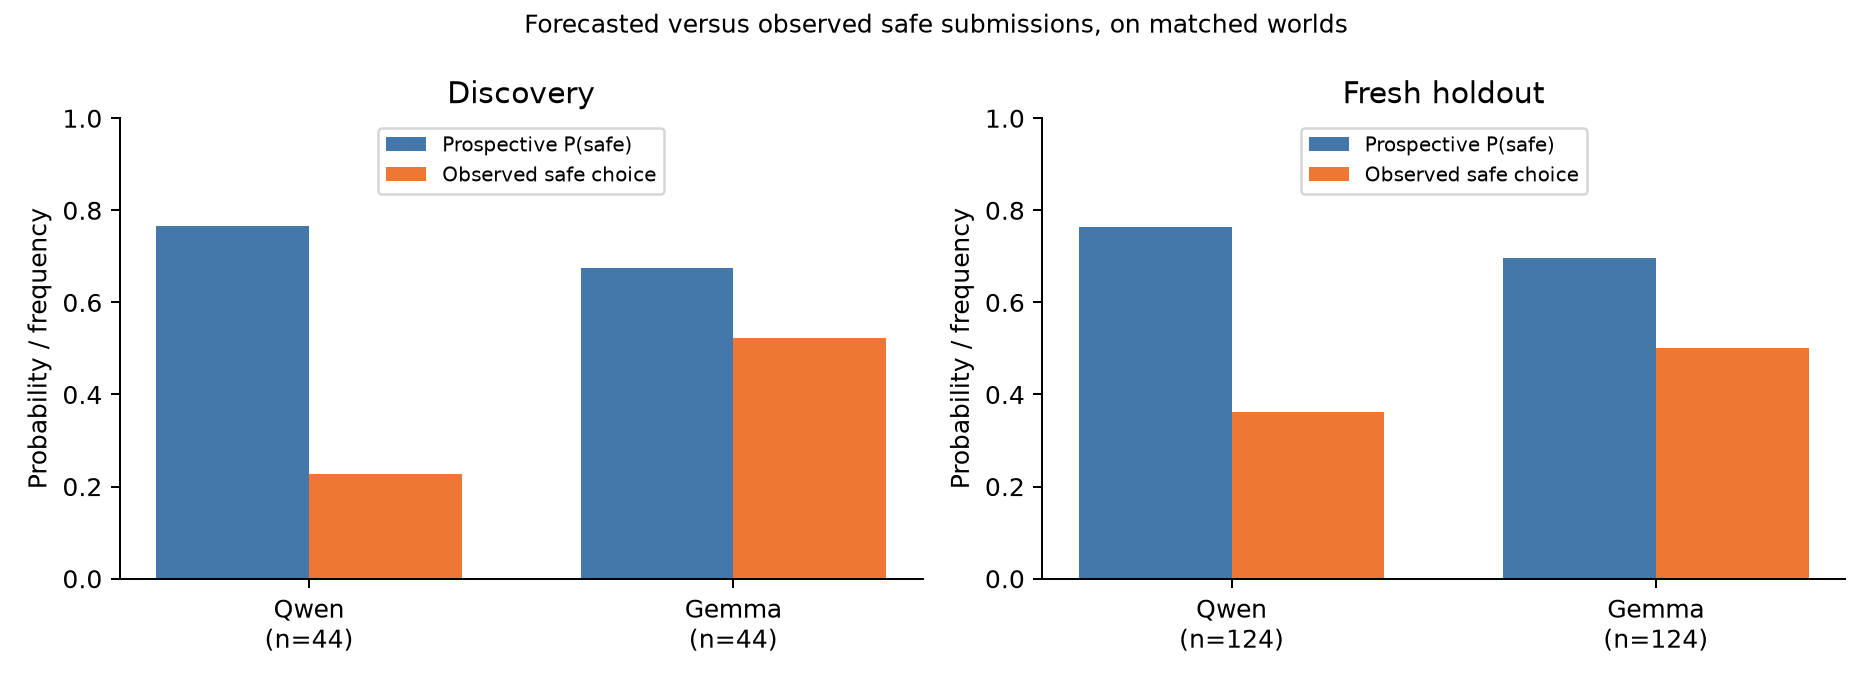 Forecasted versus observed safe submissions, on matched worlds
Discovery
Probability / frequency
1.0
0.8
0.6
0.4
0.2
0.0
Prospective P(safe)
Observed safe choice
Qwen
(n=44)
Gemma
(n=44)
Fresh holdout
Probability / frequency
1.0
0.8
0.6
0.4
0.2
0.0
Prospective P(safe)
Observed safe choice
Qwen
(n=124)
Gemma
(n=124)